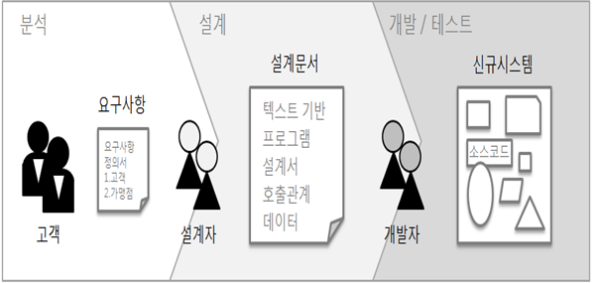 분석
설계
개발 / 테스트
요구사항
요구사항
정의서
1.고객
2.가맹점
고객
설계자
설계문서
텍스트 기반
프로그램
설계서
호출관계
데이터
개발자
신규시스템
소스코드